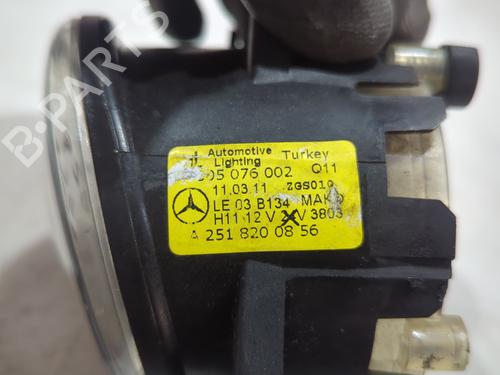 Automotive Lighting Turkey
05 076 002 Q11
11.03.11 ZGS010
LE 03 B134 MAKO
H11 12 V V 3803
A 251 820 08 56
B-PARTS